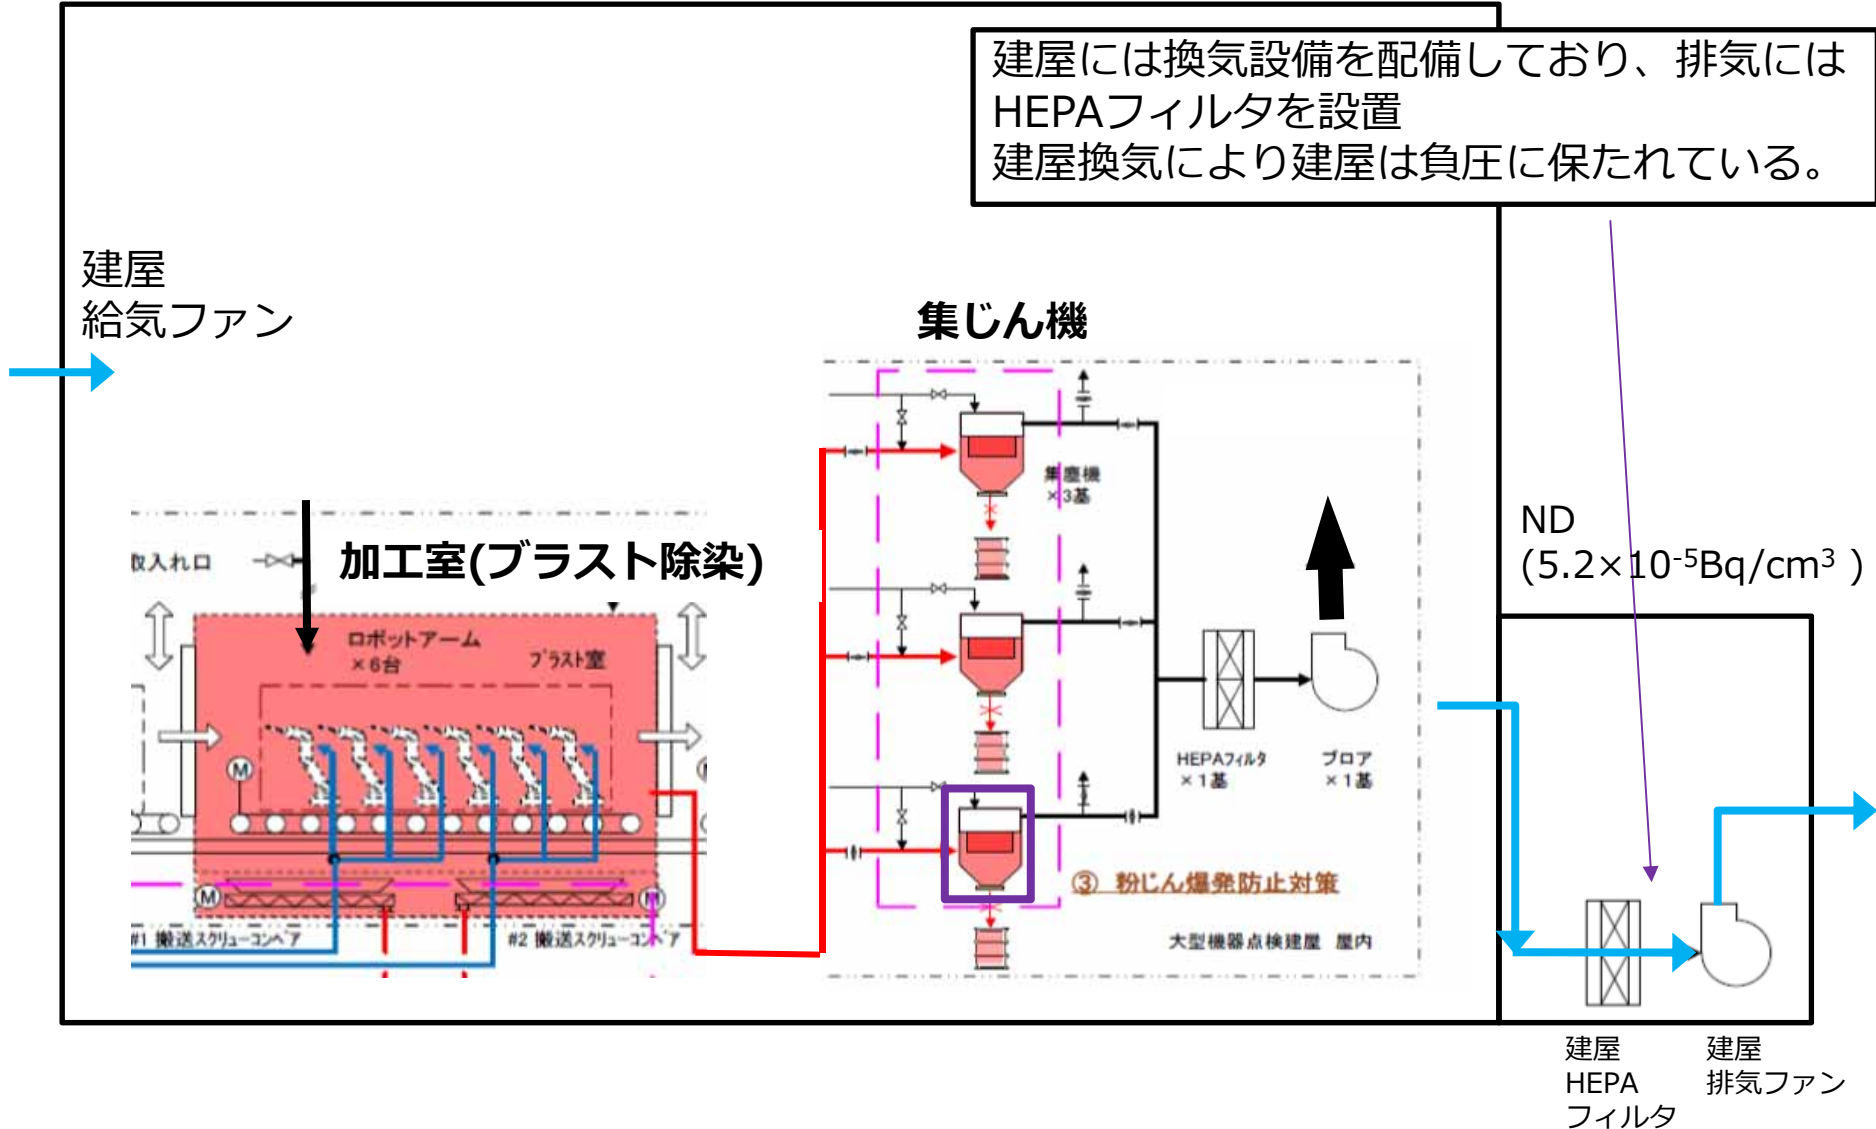 建屋には換気設備を配備しており、排気には
HEPAフィルタを設置
建屋換気により建屋は負圧に保たれている。
建屋
給気ファン
集じん機
集塵機
×3基
ND
(5.2×10⁻⁵Bq/cm³ )
取入れ口
加工室(ブラスト除染)
ロボットアーム
×6台
ブラスト室
M
HEPAフィルタ
×1基
ブロア
×1基
③ 粉じん爆発防止対策
M
M
#1 搬送スクリューコンベア
#2 搬送スクリューコンベア
大型機器点検建屋 屋内
建屋
HEPA
フィルタ
建屋
排気ファン